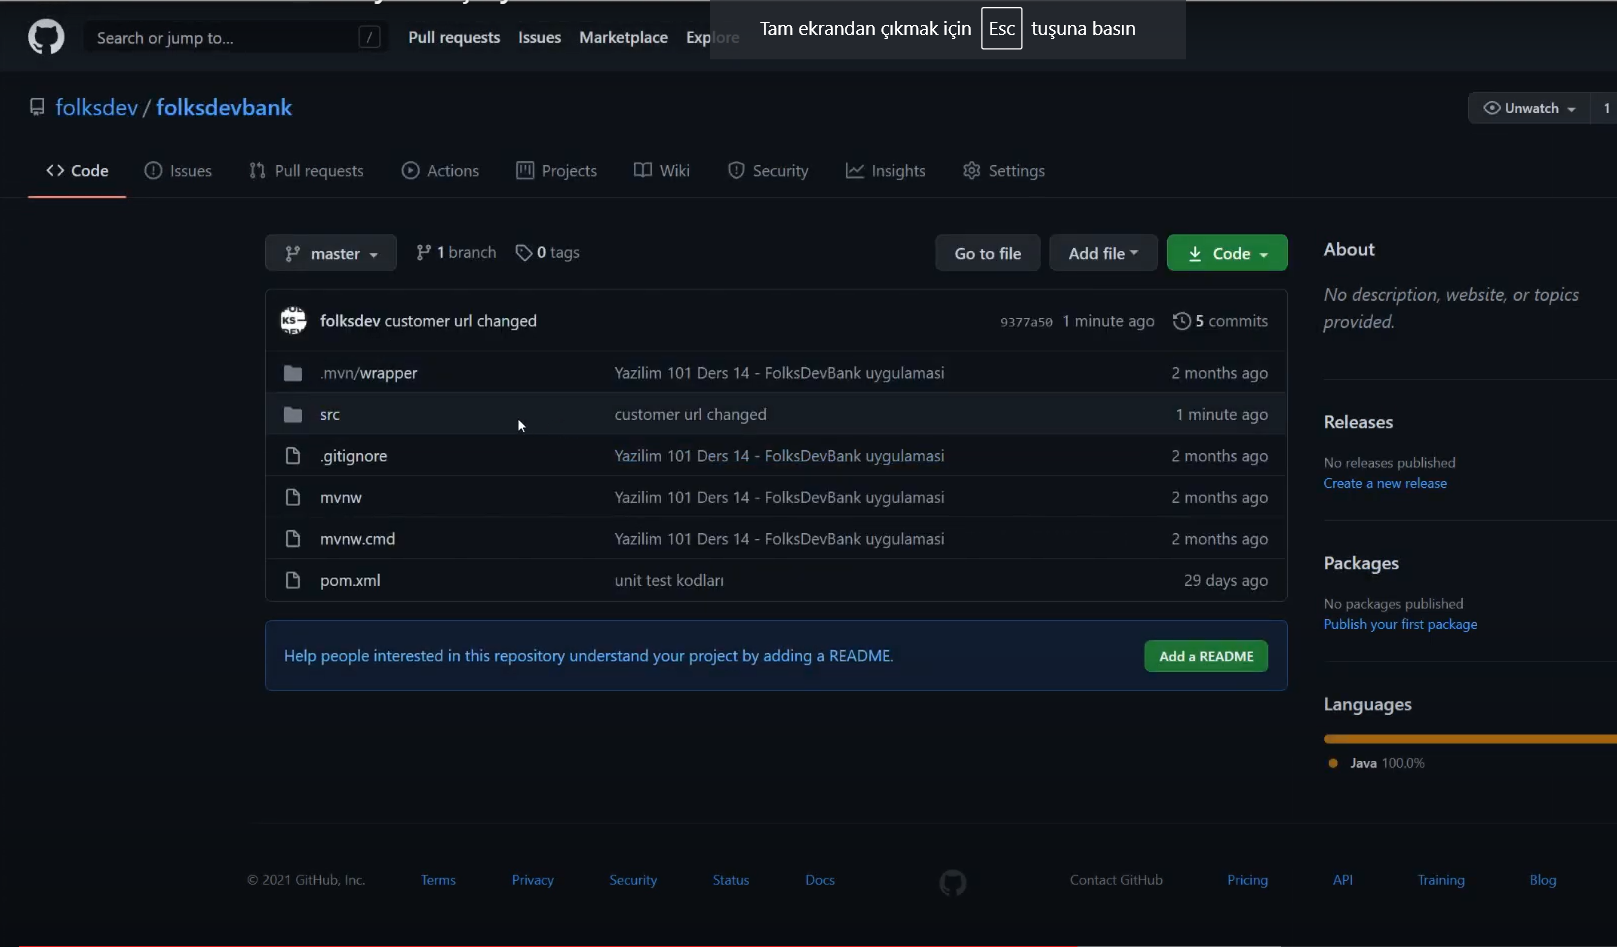 Search or jump to... / Pull requests Issues Marketplace Explore
Tam ekrandan çıkmak için Esc tuşuna basın
folksdev / folksdevbank
Unwatch 1
Code Issues Pull requests Actions Projects Wiki Security Insights Settings
master 1 branch 0 tags Go to file Add file Code
folksdev customer url changed 9377a50 1 minute ago 5 commits
.mvn/wrapper Yazilim 101 Ders 14 - FolksDevBank uygulamasi 2 months ago
src customer url changed 1 minute ago
.gitignore Yazilim 101 Ders 14 - FolksDevBank uygulamasi 2 months ago
mvnw Yazilim 101 Ders 14 - FolksDevBank uygulamasi 2 months ago
mvnw.cmd Yazilim 101 Ders 14 - FolksDevBank uygulamasi 2 months ago
pom.xml unit test kodları 29 days ago
Help people interested in this repository understand your project by adding a README. Add a README
About
No description, website, or topics
provided.
Releases
No releases published
Create a new release
Packages
No packages published
Publish your first package
Languages
Java 100.0%
© 2021 GitHub, Inc. Terms Privacy Security Status Docs Contact GitHub Pricing API Training Blog